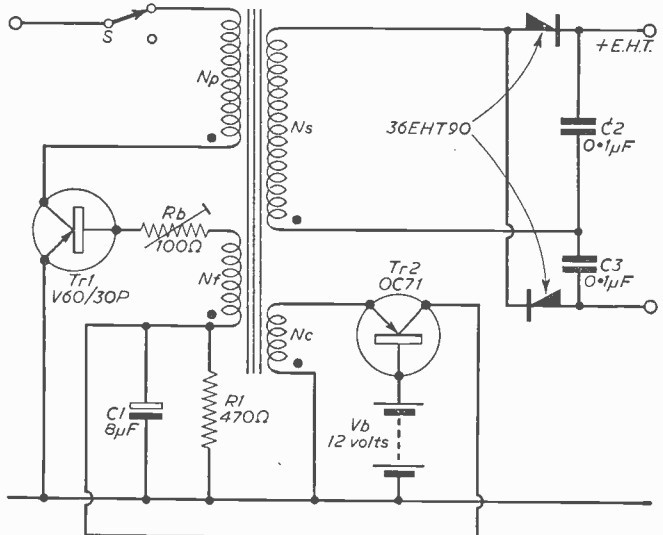 S
Np
Ns
+E.H.T.
36EHT90
C2
0·1µF
Rb
100Ω
Tr1
V60/30P
Nf
Tr2
OC71
C3
0·1µF
Nc
C1
8µF
R1
470Ω
Vb
12 volts